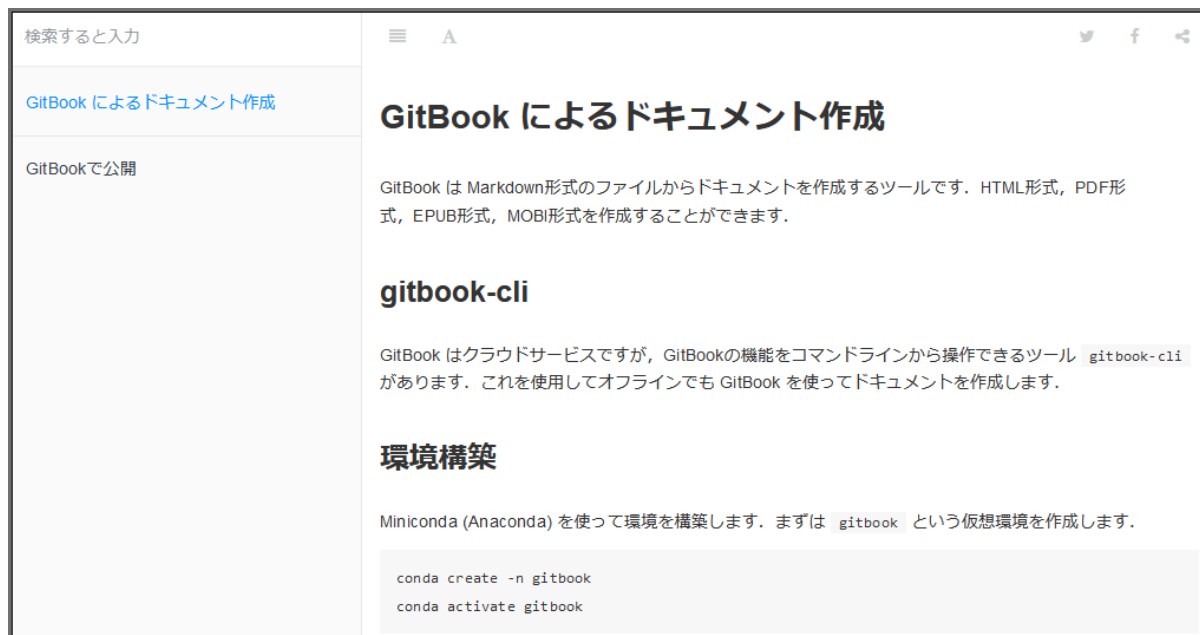 検索すると入力
A
GitBook によるドキュメント作成
GitBookで公開
GitBook によるドキュメント作成
GitBook は Markdown形式のファイルからドキュメントを作成するツールです．HTML形式，PDF形
式，EPUB形式，MOBI形式を作成することができます．
gitbook-cli
GitBook はクラウドサービスですが，GitBookの機能をコマンドラインから操作できるツール gitbook-cli
があります．これを使用してオフラインでも GitBook を使ってドキュメントを作成します．
環境構築
Miniconda (Anaconda) を使って環境を構築します．まずは gitbook という仮想環境を作成します．
conda create -n gitbook
conda activate gitbook